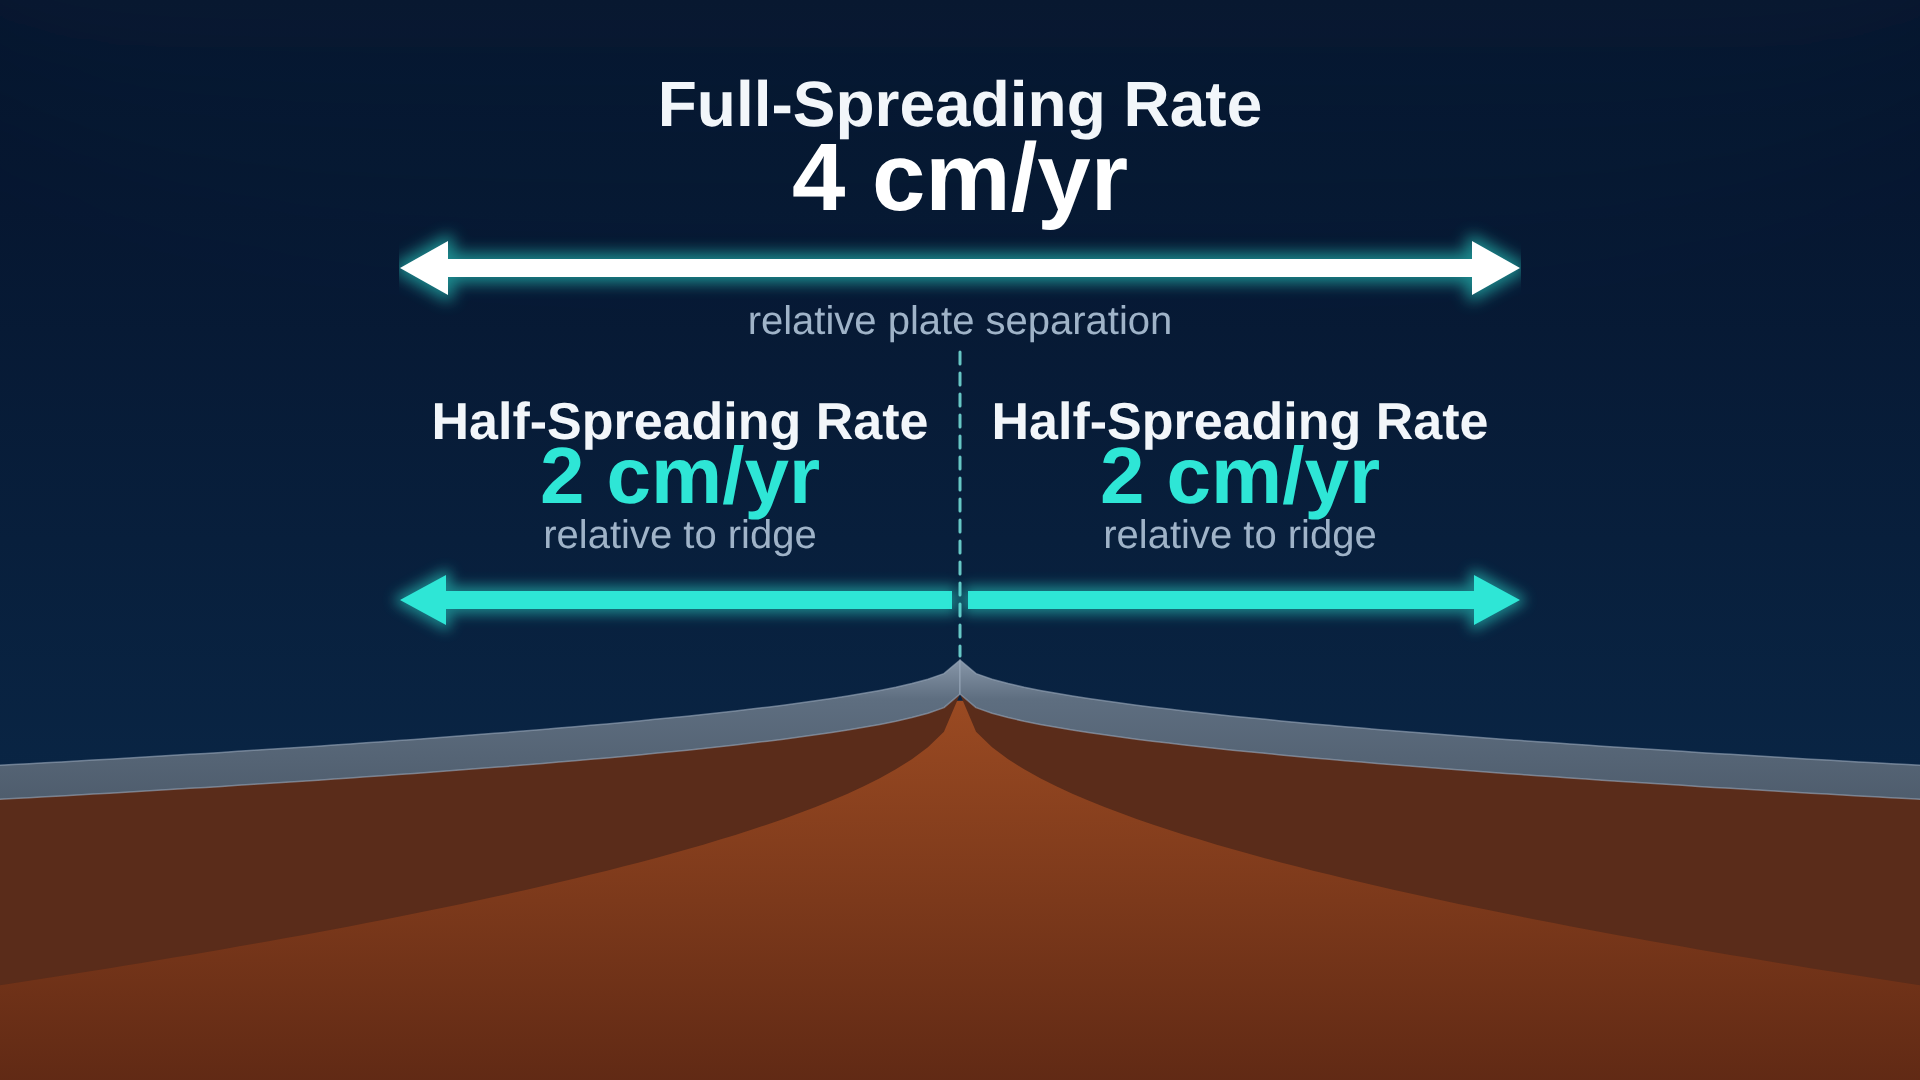 Full-Spreading Rate
4 cm/yr
relative plate separation
Half-Spreading Rate
2 cm/yr
relative to ridge
Half-Spreading Rate
2 cm/yr
relative to ridge